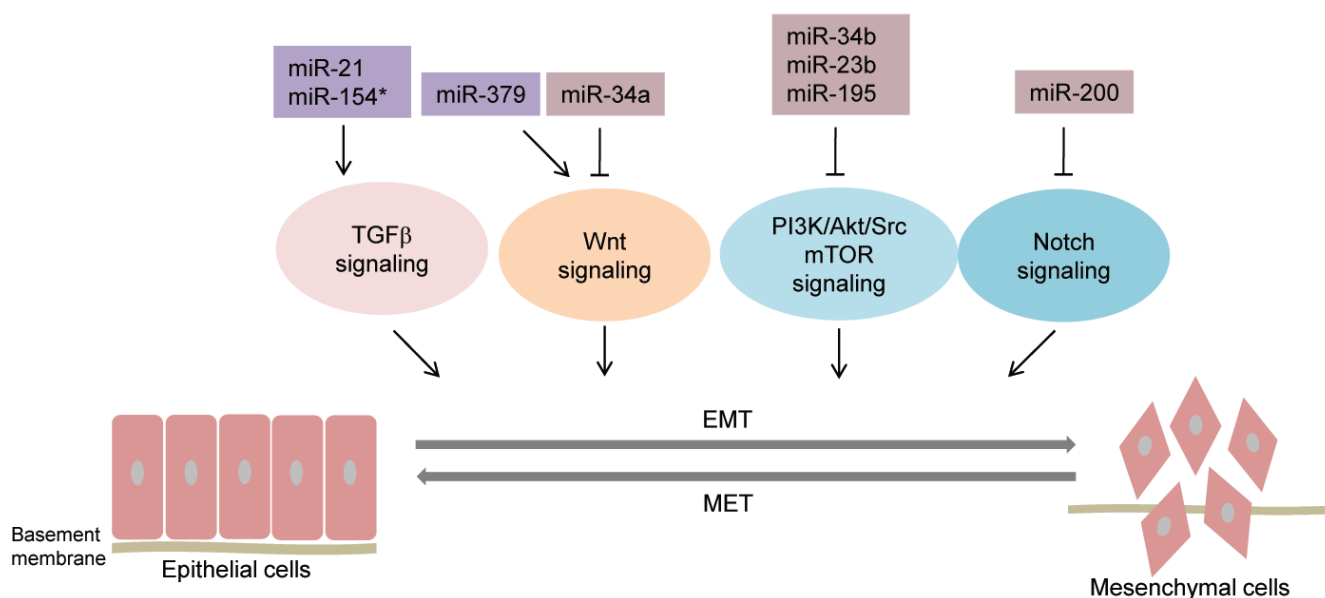 miR-21
miR-154*
miR-379
miR-34a
miR-34b
miR-23b
miR-195
miR-200
TGFβ
signaling
Wnt
signaling
PI3K/Akt/Src
mTOR
signaling
Notch
signaling
EMT
MET
Basement
membrane
Epithelial cells
Mesenchymal cells